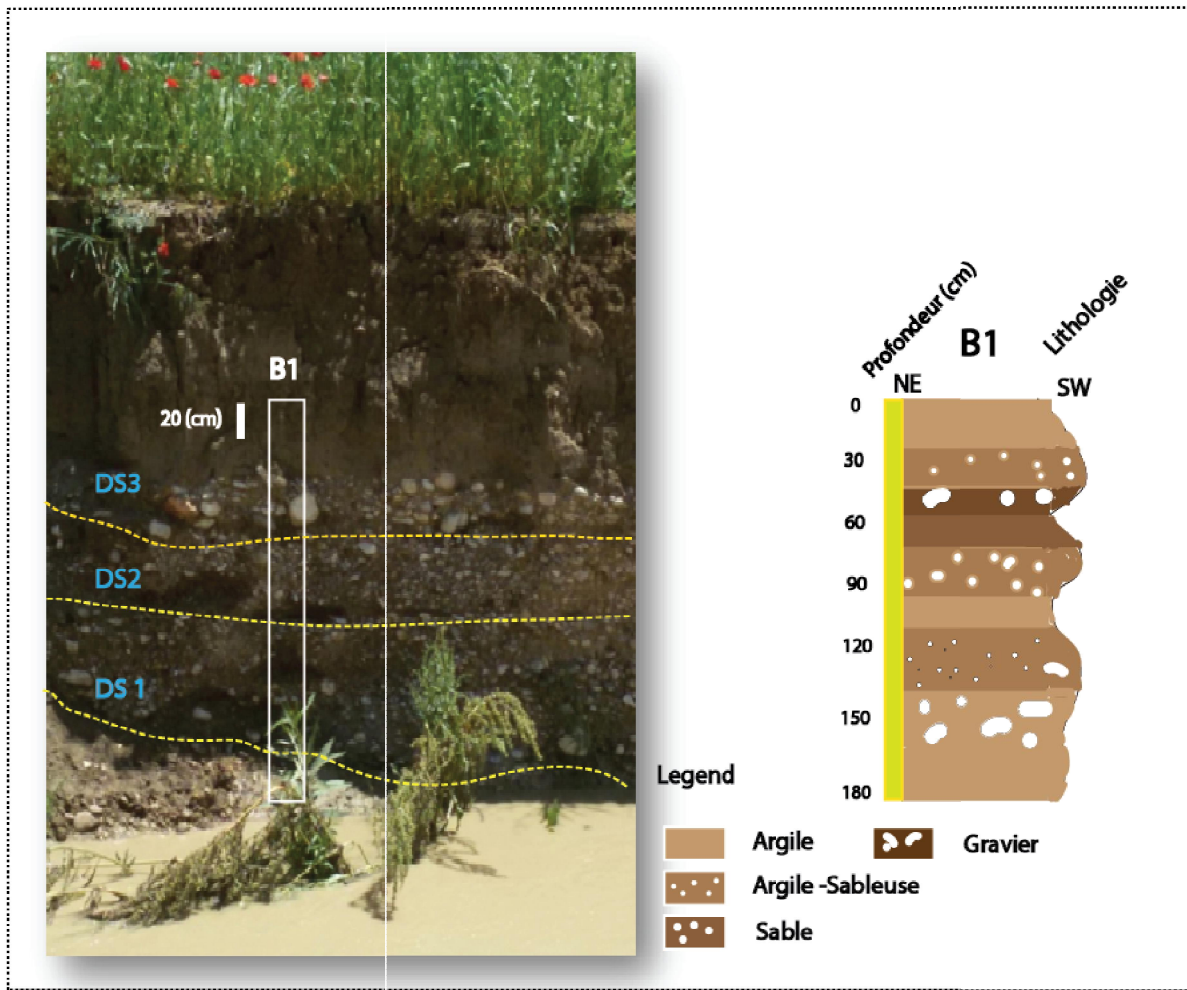 B1
20 (cm)
DS3
DS2
DS 1
Profondeur (cm)
B1
Lithologie
NE
SW
0
30
60
90
120
150
180
Legend
Argile
Gravier
Argile -Sableuse
Sable